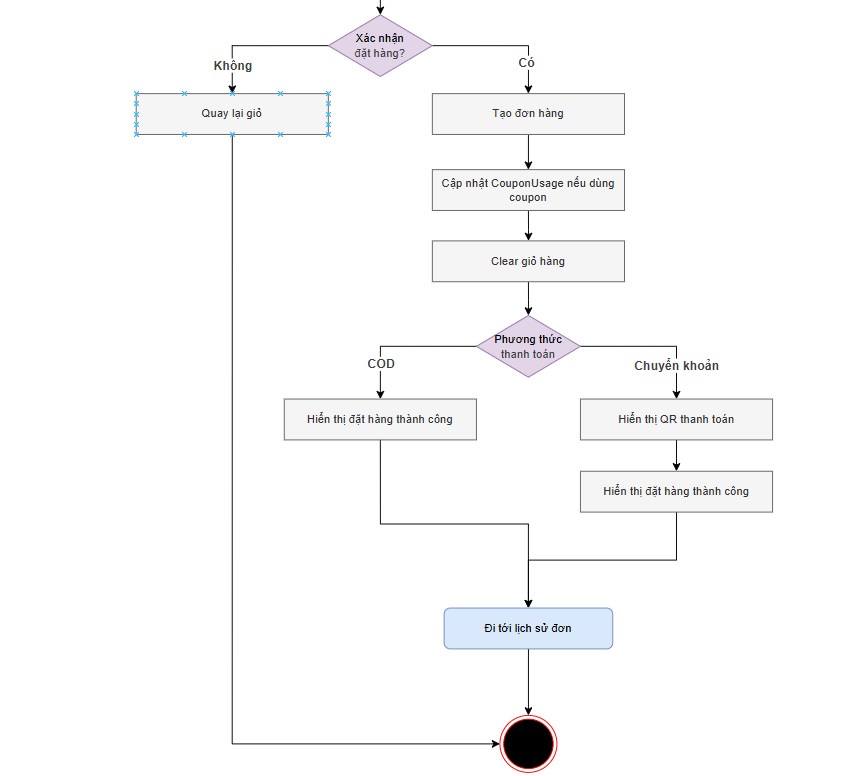 Xác nhận
đặt hàng?
Không
Có
Quay lại giỏ
Tạo đơn hàng
Cập nhật CouponUsage nếu dùng
coupon
Clear giỏ hàng
Phương thức
thanh toán
COD
Chuyển khoản
Hiển thị đặt hàng thành công
Hiển thị QR thanh toán
Hiển thị đặt hàng thành công
Đi tới lịch sử đơn